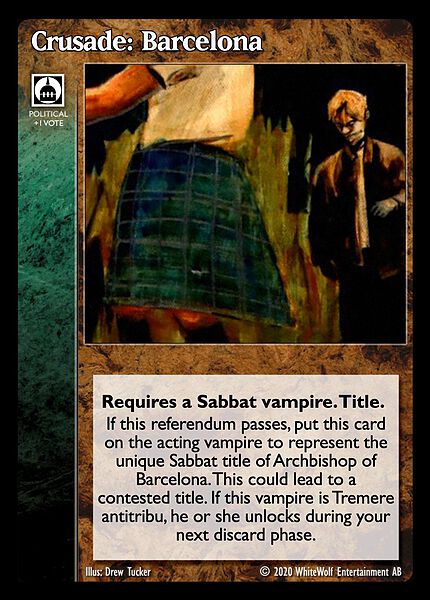 Crusade: Barcelona
POLITICAL
+1 VOTE
Requires a Sabbat vampire. Title.
If this referendum passes, put this card
on the acting vampire to represent the
unique Sabbat title of Archbishop of
Barcelona. This could lead to a
contested title. If this vampire is Tremere
antitribu, he or she unlocks during your
next discard phase.
Illus: Drew Tucker
© 2020 WhiteWolf Entertainment AB